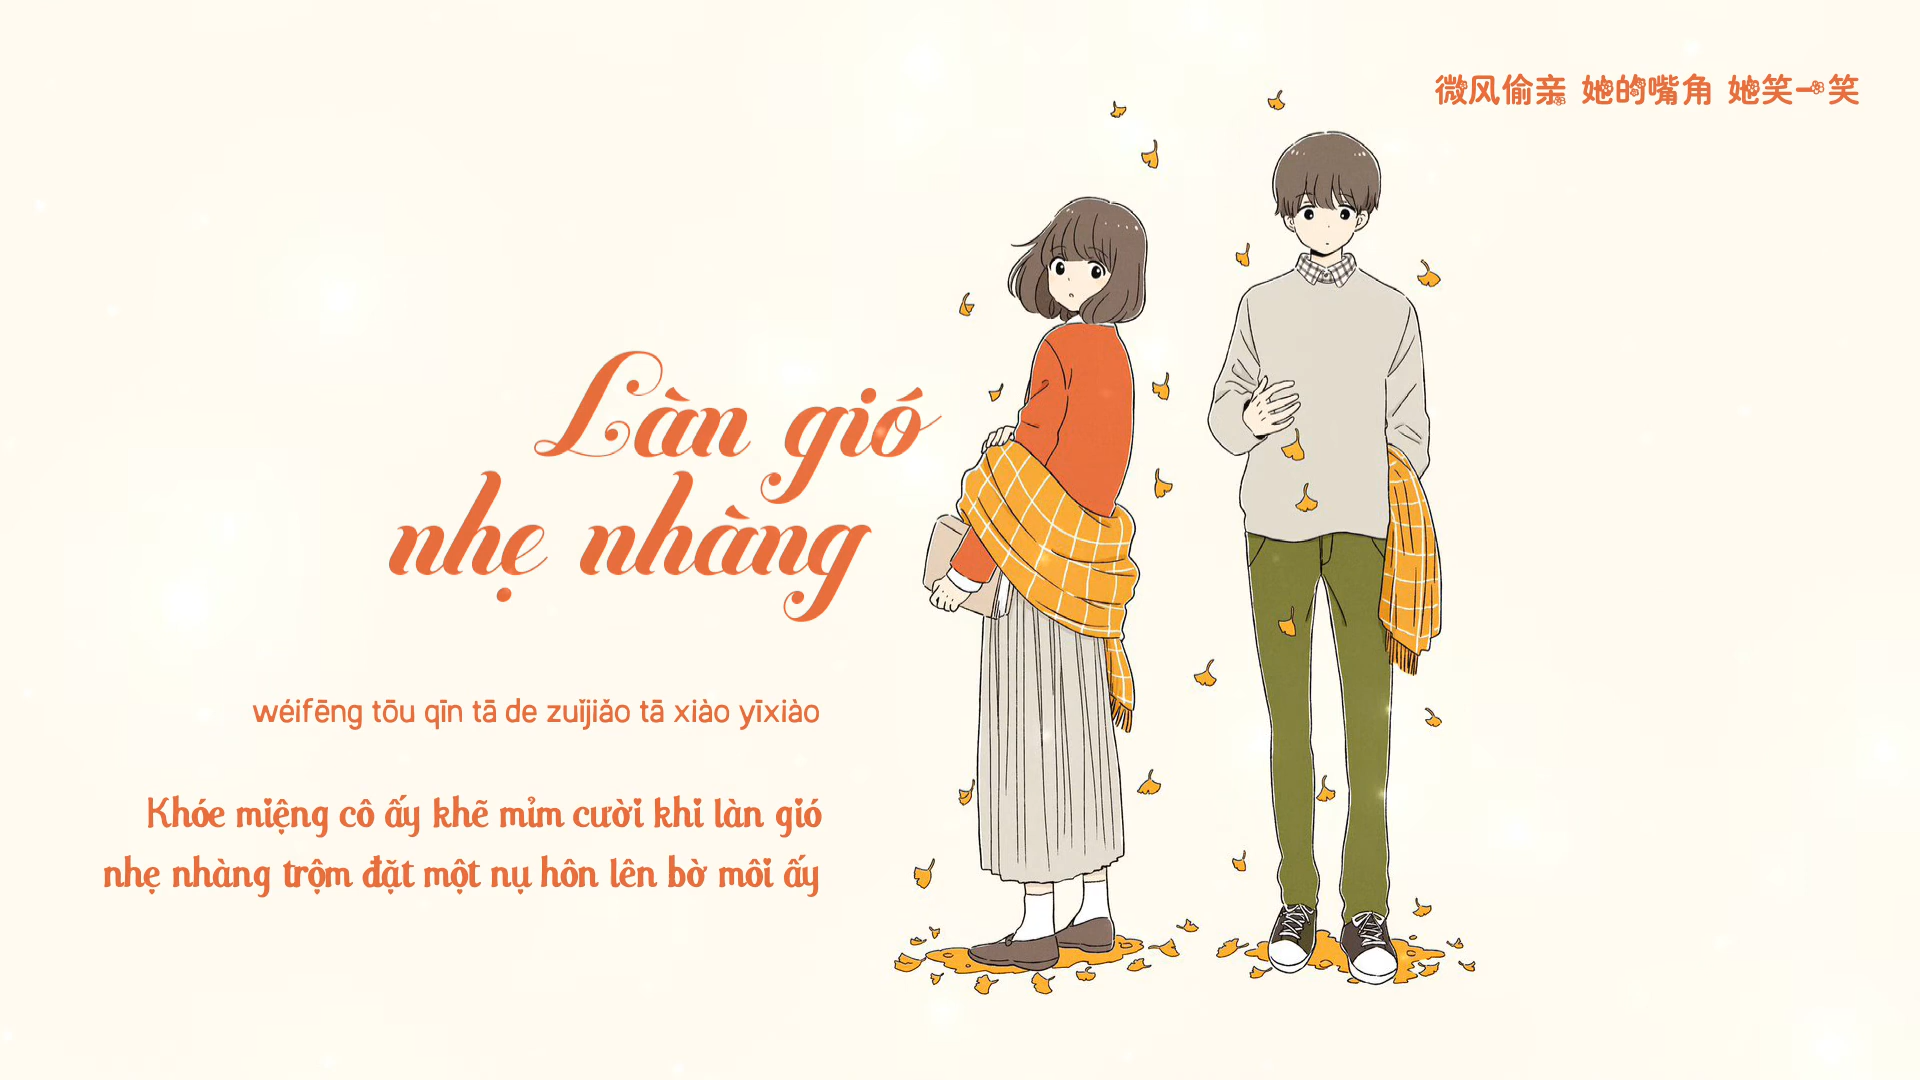 微风偷亲 她的嘴角 她笑一笑
Làn gió
nhẹ nhàng
wéifēng tōu qīn tā de zuǐjiǎo tā xiào yīxiào
Khóe miệng cô ấy khẽ mỉm cười khi làn gió
nhẹ nhàng trộm đặt một nụ hôn lên bờ môi ấy